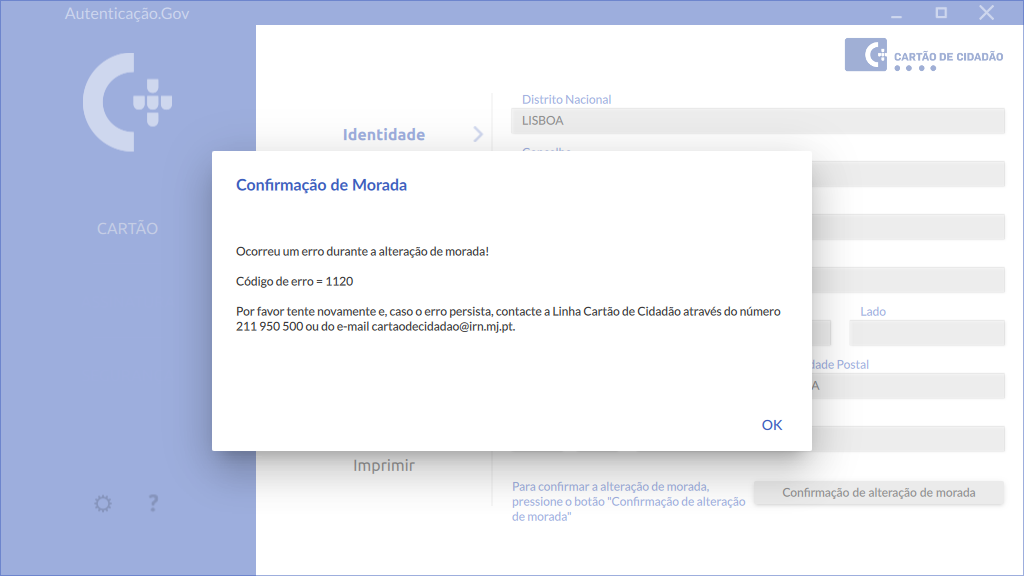 Autenticação.Gov
CARTÃO DE CIDADÃO
CARTÃO
Identidade
Imprimir
Distrito Nacional
LISBOA
Confirmação de Morada
Ocorreu um erro durante a alteração de morada!
Código de erro = 1120
Por favor tente novamente e, caso o erro persista, contacte a Linha Cartão de Cidadão através do número
211 950 500 ou do e-mail cartaodecidadao@irn.mj.pt.
OK
Lado
Postal
Para confirmar a alteração de morada,
pressione o botão "Confirmação de alteração
de morada"
Confirmação de alteração de morada
?